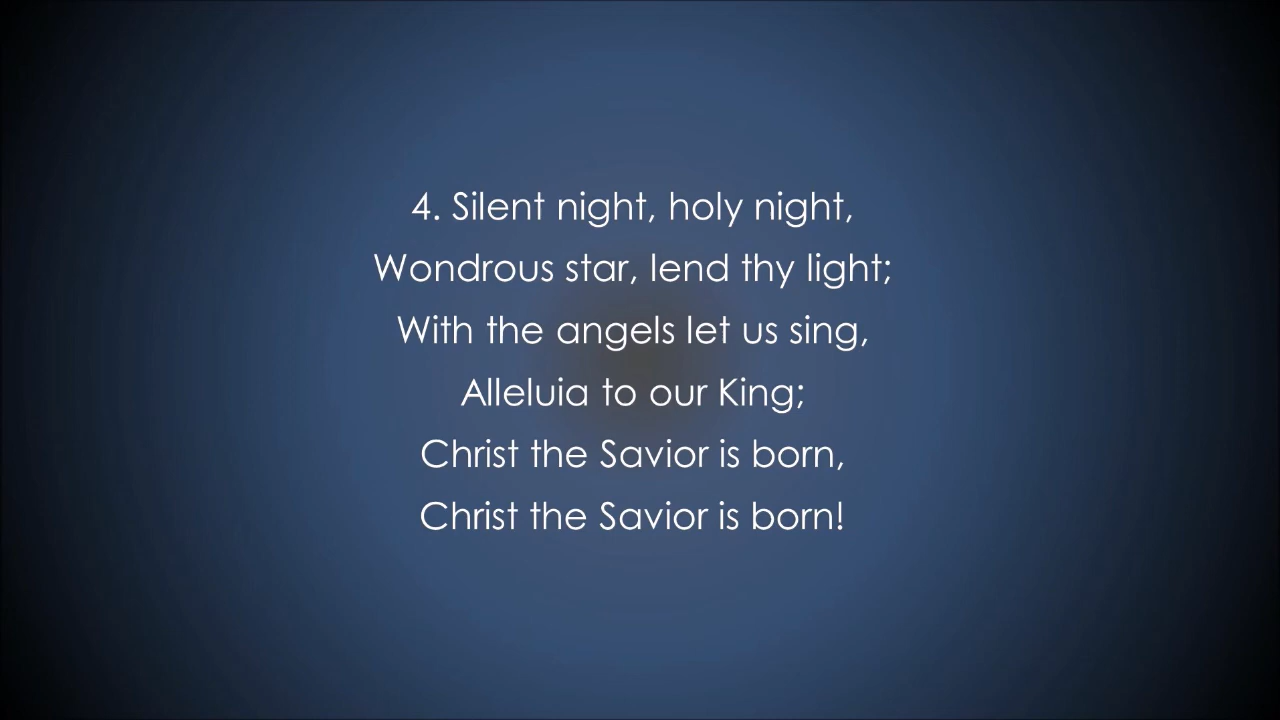 4. Silent night, holy night,
Wondrous star, lend thy light;
With the angels let us sing,
Alleluia to our King;
Christ the Savior is born,
Christ the Savior is born!